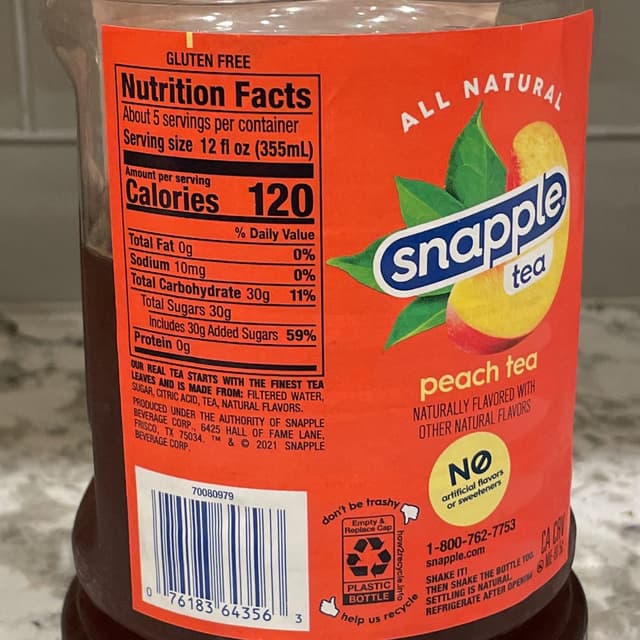 GLUTEN FREE
Nutrition Facts
About 5 servings per container
Serving size 12 fl oz (355mL)
Amount per serving
Calories 120
% Daily Value
Total Fat 0g 0%
Sodium 10mg 0%
Total Carbohydrate 30g 11%
Total Sugars 30g
Includes 30g Added Sugars 59%
Protein 0g
OUR REAL TEA STARTS WITH THE FINEST TEA
LEAVES AND IS MADE FROM: FILTERED WATER,
SUGAR, CITRIC ACID, TEA, NATURAL FLAVORS.
PRODUCED UNDER THE AUTHORITY OF SNAPPLE
BEVERAGE CORP., 6425 HALL OF FAME LANE,
FRISCO, TX 75034. ™ & © 2021 SNAPPLE
BEVERAGE CORP.
70080979
0 76183 64356 3
ALL NATURAL
snapple
tea
peach tea
NATURALLY FLAVORED WITH
OTHER NATURAL FLAVORS
NO
artificial flavors
or sweeteners
don't be trashy
Empty &
Replace Cap
PLASTIC
BOTTLE
how2recycle.info
help us recycle
1-800-762-7753
snapple.com
SHAKE IT!
THEN SHAKE THE BOTTLE TOO.
SETTLING IS NATURAL.
REFRIGERATE AFTER OPENING
CA CRV